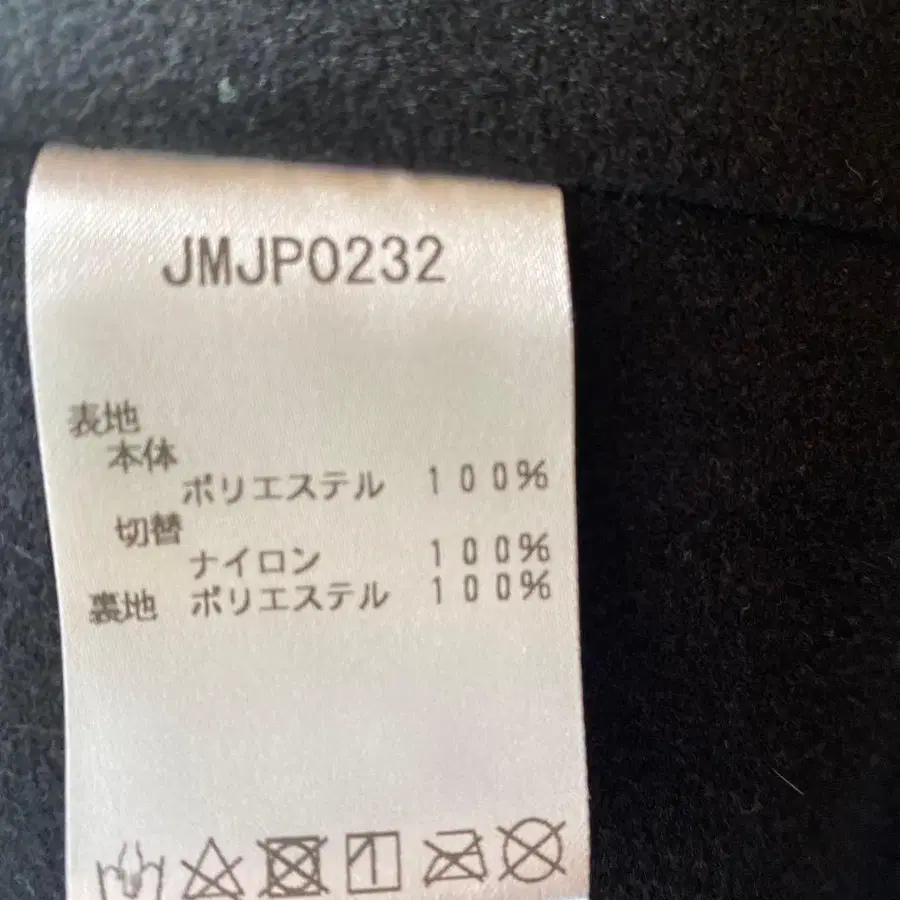 JMJP0232
表地
本体
ポリエステル 100%
切替
ナイロン 100%
裏地 ポリエステル 100%